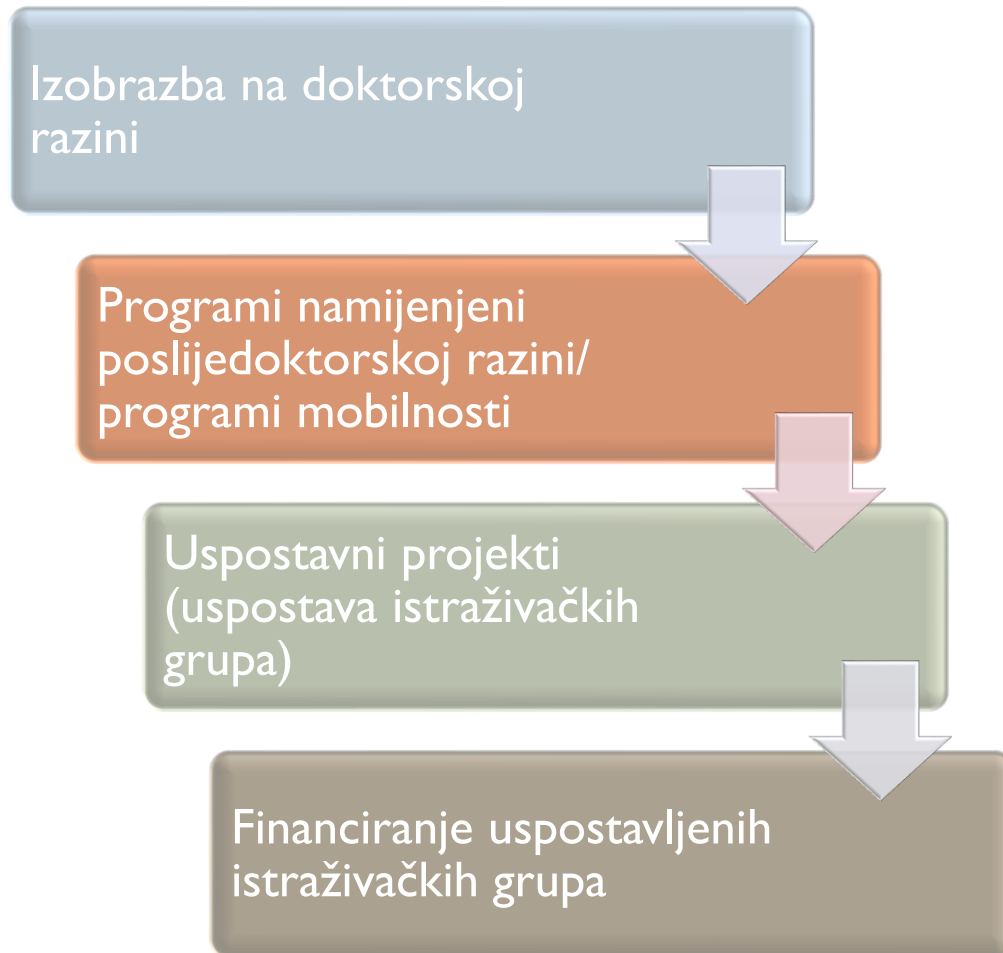 Izobrazba na doktorskoj
razini
Programi namijenjeni
poslijedoktorskoj razini/
programi mobilnosti
Uspostavni projekti
(uspostava istraživačkih
grupa)
Financiranje uspostavljenih
istraživačkih grupa